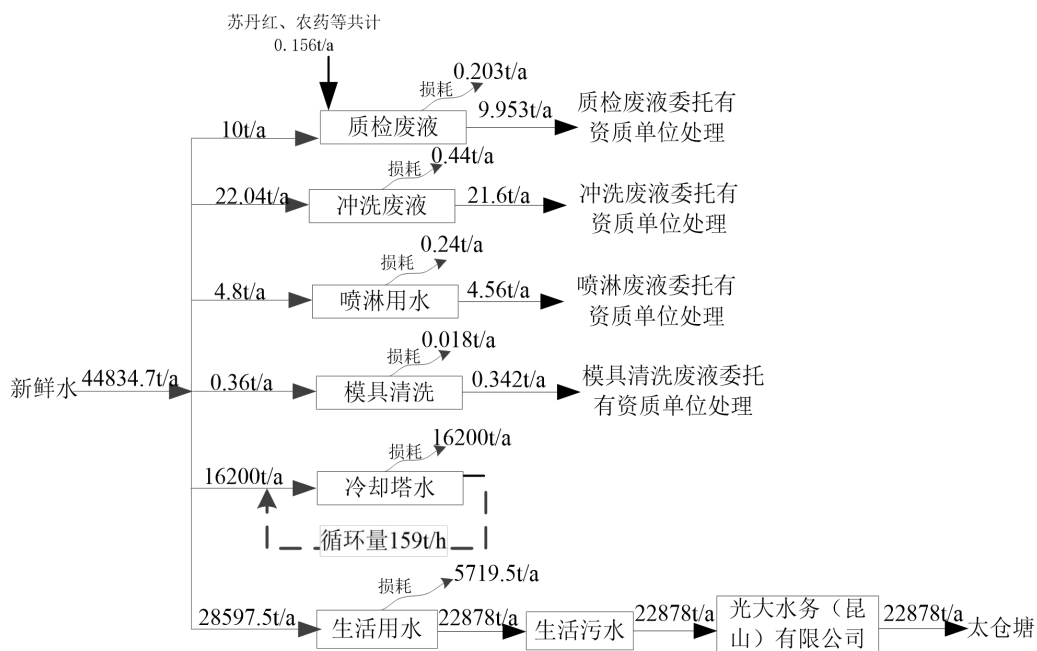 苏丹红、农药等共计
0.156t/a
损耗
0.203t/a
10t/a
质检废液
9.953t/a
质检废液委托有
资质单位处理
损耗
0.44t/a
22.04t/a
冲洗废液
21.6t/a
冲洗废液委托有
资质单位处理
损耗
0.24t/a
4.8t/a
喷淋用水
4.56t/a
喷淋废液委托有
资质单位处理
损耗
0.018t/a
新鲜水
44834.7t/a
0.36t/a
模具清洗
0.342t/a
模具清洗废液委托
有资质单位处理
损耗
16200t/a
16200t/a
冷却塔水
循环量159t/h
损耗
5719.5t/a
28597.5t/a
生活用水
22878t/a
生活污水
22878t/a
光大水务（昆
山）有限公司
22878t/a
太仓塘